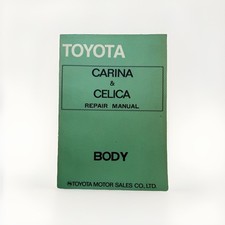 TOYOTA
CARINA
&
CELICA
REPAIR MANUAL
BODY
TOYOTA MOTOR SALES CO., LTD.